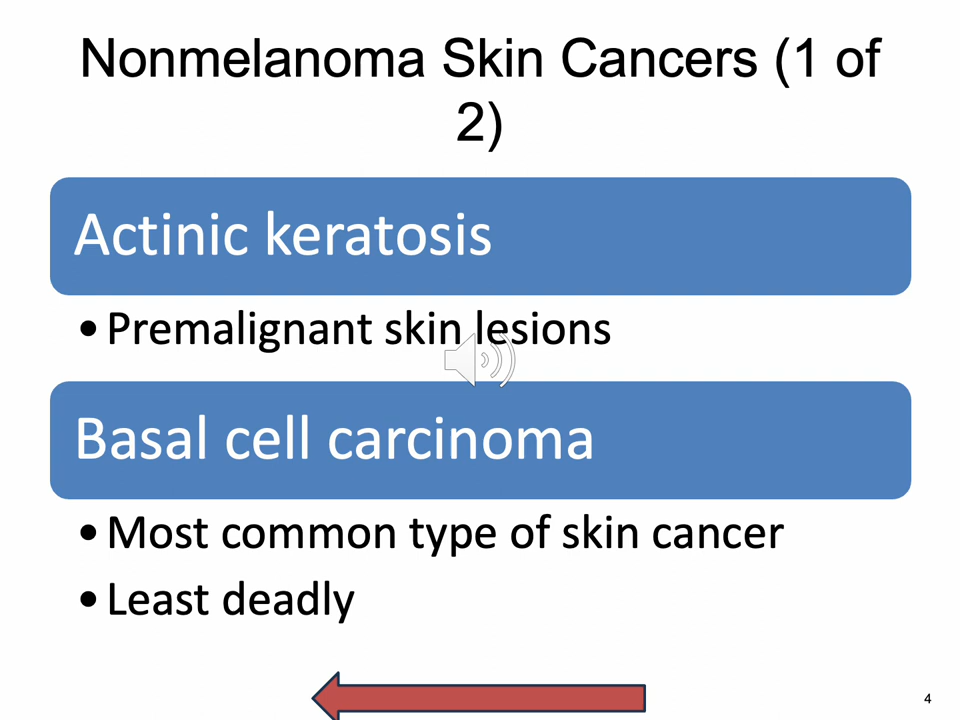 Nonmelanoma Skin Cancers (1 of
2)
Actinic keratosis
•Premalignant skin lesions
Basal cell carcinoma
•Most common type of skin cancer
•Least deadly
4